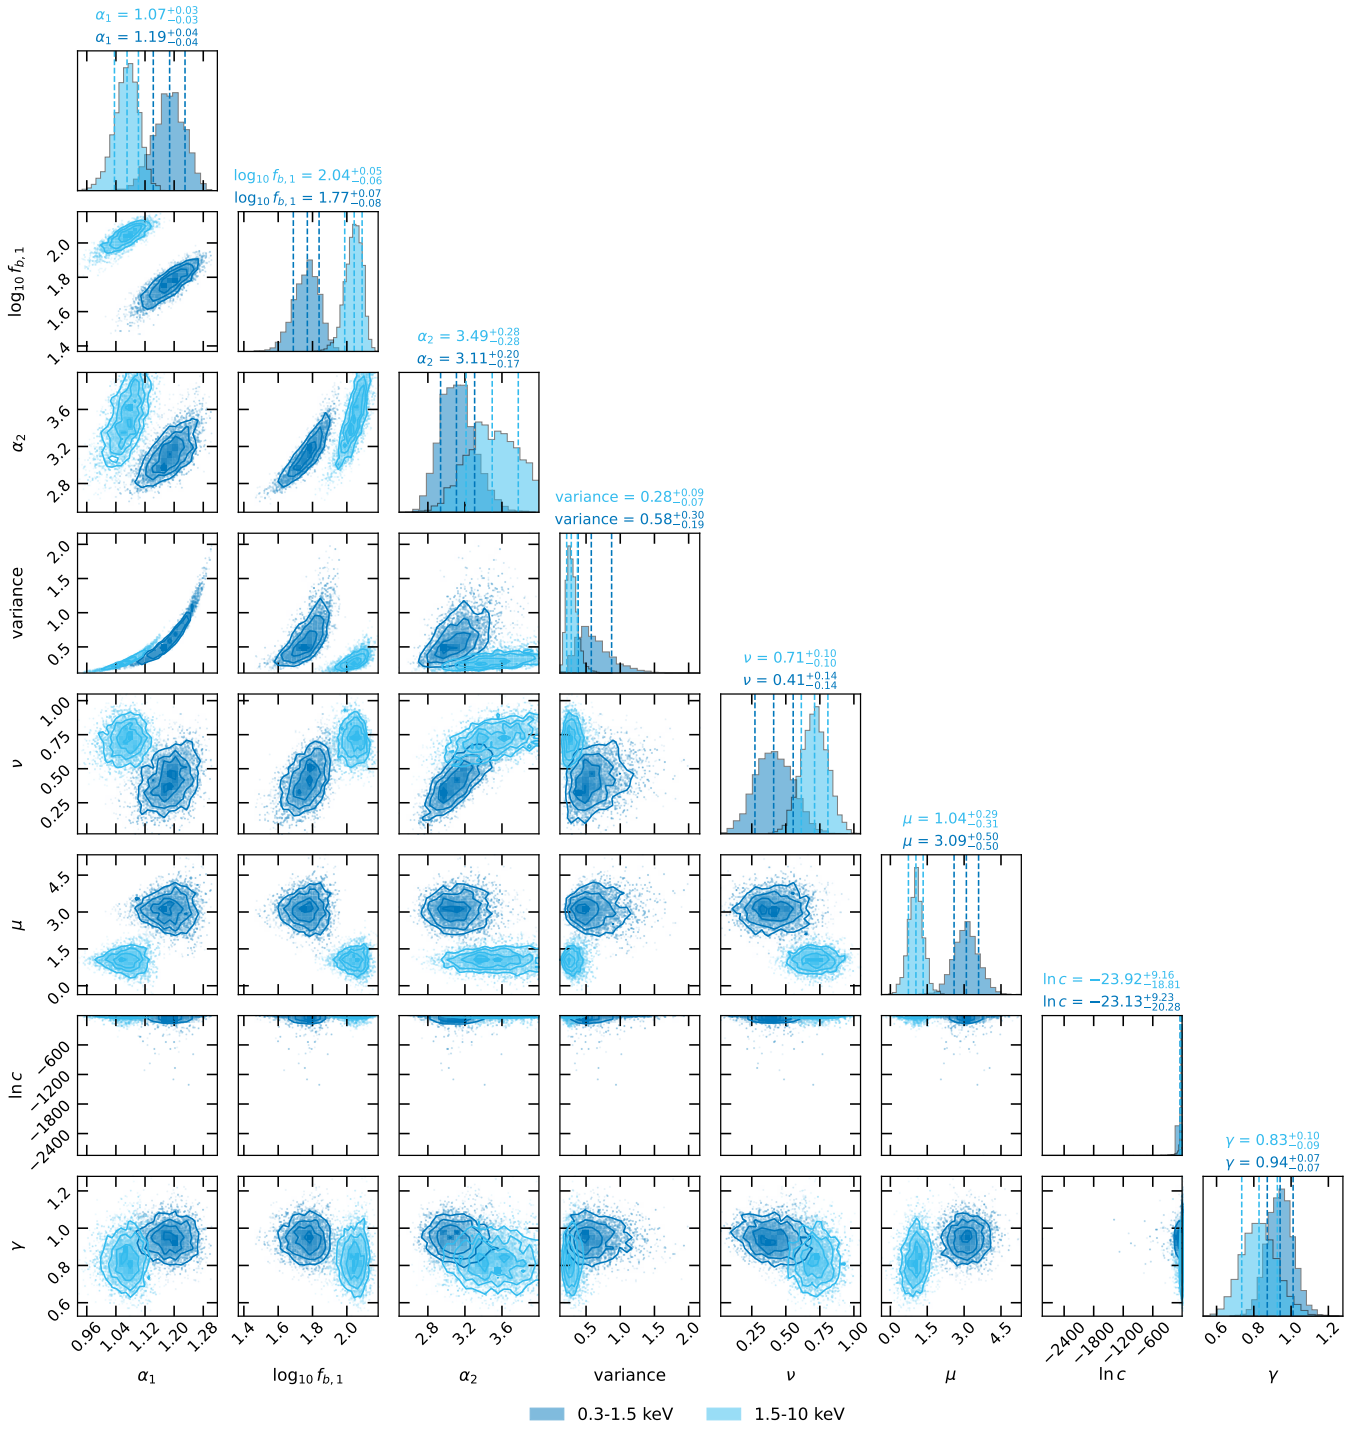 α₁ = 1.07⁺⁰·⁰³₋₀.₀₃
α₁ = 1.19⁺⁰·⁰⁴₋₀.₀₄
log₁₀ f_{b,1} = 2.04⁺⁰·⁰⁵₋₀.₀₆
log₁₀ f_{b,1} = 1.77⁺⁰·⁰⁷₋₀.₀₈
log₁₀ f_{b,1}
2.0
1.8
1.6
1.4
α₂ = 3.49⁺⁰·²⁸₋₀.₂₈
α₂ = 3.11⁺⁰·²⁰₋₀.₁₇
α₂
3.6
3.2
2.8
variance = 0.28⁺⁰·⁰⁹₋₀.₀₇
variance = 0.58⁺⁰·³⁰₋₀.₁₉
variance
2.0
1.5
1.0
0.5
ν = 0.71⁺⁰·¹⁰₋₀.₁₀
ν = 0.41⁺⁰·¹⁴₋₀.₁₄
ν
1.00
0.75
0.50
0.25
μ = 1.04⁺⁰·²⁹₋₀.₃₁
μ = 3.09⁺⁰·⁵⁰₋₀.₅₀
μ
4.5
3.0
1.5
0.0
ln c = −23.92⁺⁹·¹⁶₋₁₈.₈₁
ln c = −23.13⁺⁹·²³₋₂₀.₂₈
ln c
−600
−1200
−1800
−2400
γ = 0.83⁺⁰·¹⁰₋₀.₀₉
γ = 0.94⁺⁰·⁰⁷₋₀.₀₇
γ
1.2
1.0
0.8
0.6
0.96 1.04 1.12 1.20 1.28 1.4 1.6 1.8 2.0 2.8 3.2 3.6 0.5 1.0 1.5 2.0 0.25 0.50 0.75 1.00 0.0 1.5 3.0 4.5 −2400 −1800 −1200 −600 0.6 0.8 1.0 1.2
α₁ log₁₀ f_{b,1} α₂ variance ν μ ln c γ
0.3-1.5 keV 1.5-10 keV